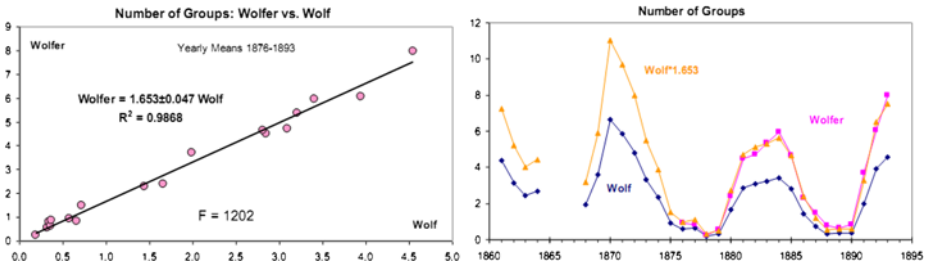 Number of Groups: Wolfer vs. Wolf
9
8
7
6
5
4
3
2
1
0
Wolfer
Yearly Means 1876-1893
Wolfer = 1.653±0.047 Wolf
R² = 0.9868
F = 1202
Wolf
0.0 0.5 1.0 1.5 2.0 2.5 3.0 3.5 4.0 4.5 5.0
Number of Groups
12
10
8
6
4
2
0
Wolf*1.653
Wolfer
Wolf
1860 1865 1870 1875 1880 1885 1890 1895